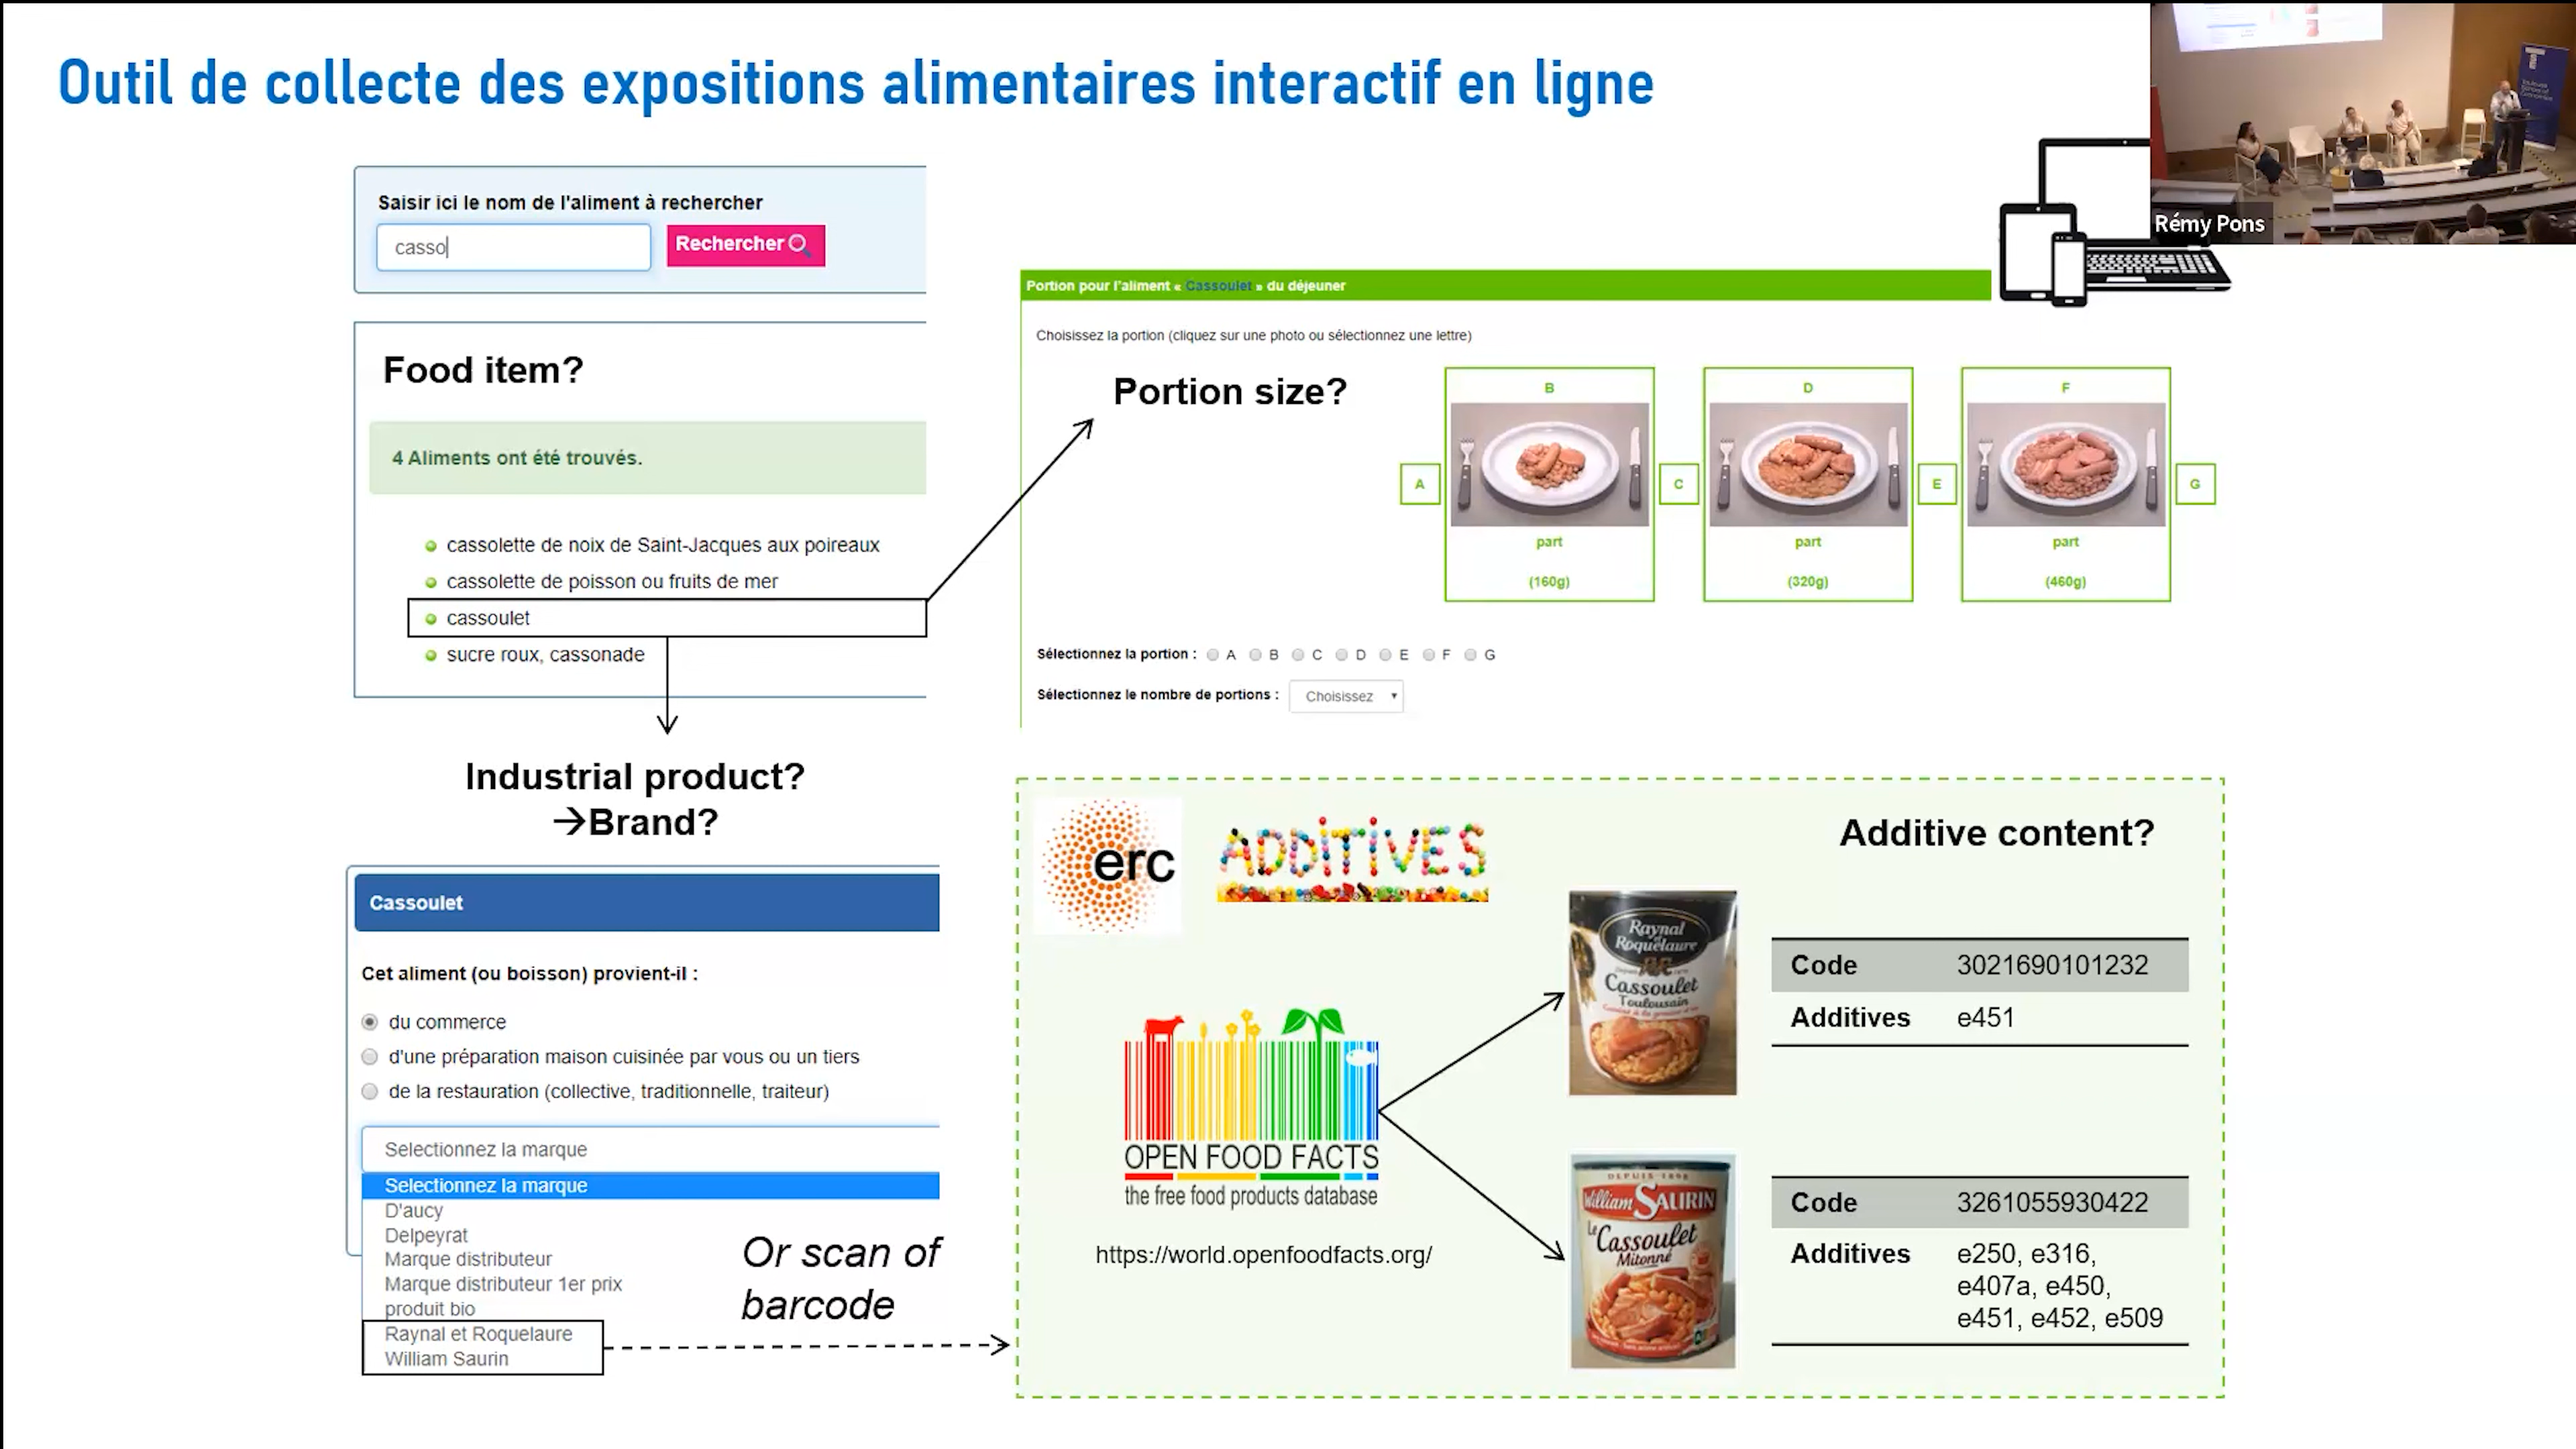 Outil de collecte des expositions alimentaires interactif en ligne
Rémy Pons
Saisir ici le nom de l'aliment à rechercher
casso
Rechercher
Food item?
4 Aliments ont été trouvés.
cassolette de noix de Saint-Jacques aux poireaux
cassolette de poisson ou fruits de mer
cassoulet
sucre roux, cassonade
Portion pour l'aliment « Cassoulet » du déjeuner
Choisissez la portion (cliquez sur une photo ou sélectionnez une lettre)
Portion size?
A
B
part
(160g)
C
D
part
(320g)
E
F
part
(460g)
G
Sélectionnez la portion : A B C D E F G
Sélectionnez le nombre de portions : Choisissez
Industrial product?
→Brand?
Cassoulet
Cet aliment (ou boisson) provient-il :
du commerce
d'une préparation maison cuisinée par vous ou un tiers
de la restauration (collective, traditionnelle, traiteur)
Selectionnez la marque
Selectionnez la marque
D'aucy
Delpeyrat
Marque distributeur
Marque distributeur 1er prix
produit bio
Raynal et Roquelaure
William Saurin
Or scan of
barcode
erc
ADDiTiVES
Additive content?
OPEN FOOD FACTS
the free food products database
https://world.openfoodfacts.org/
Raynal
et
Roquelaure
Cassoulet
Toulousain
Code 3021690101232
Additives e451
DEPUIS 1898
William SAURIN
Le
Cassoulet
Mitonné
Code 3261055930422
Additives e250, e316,
e407a, e450,
e451, e452, e509